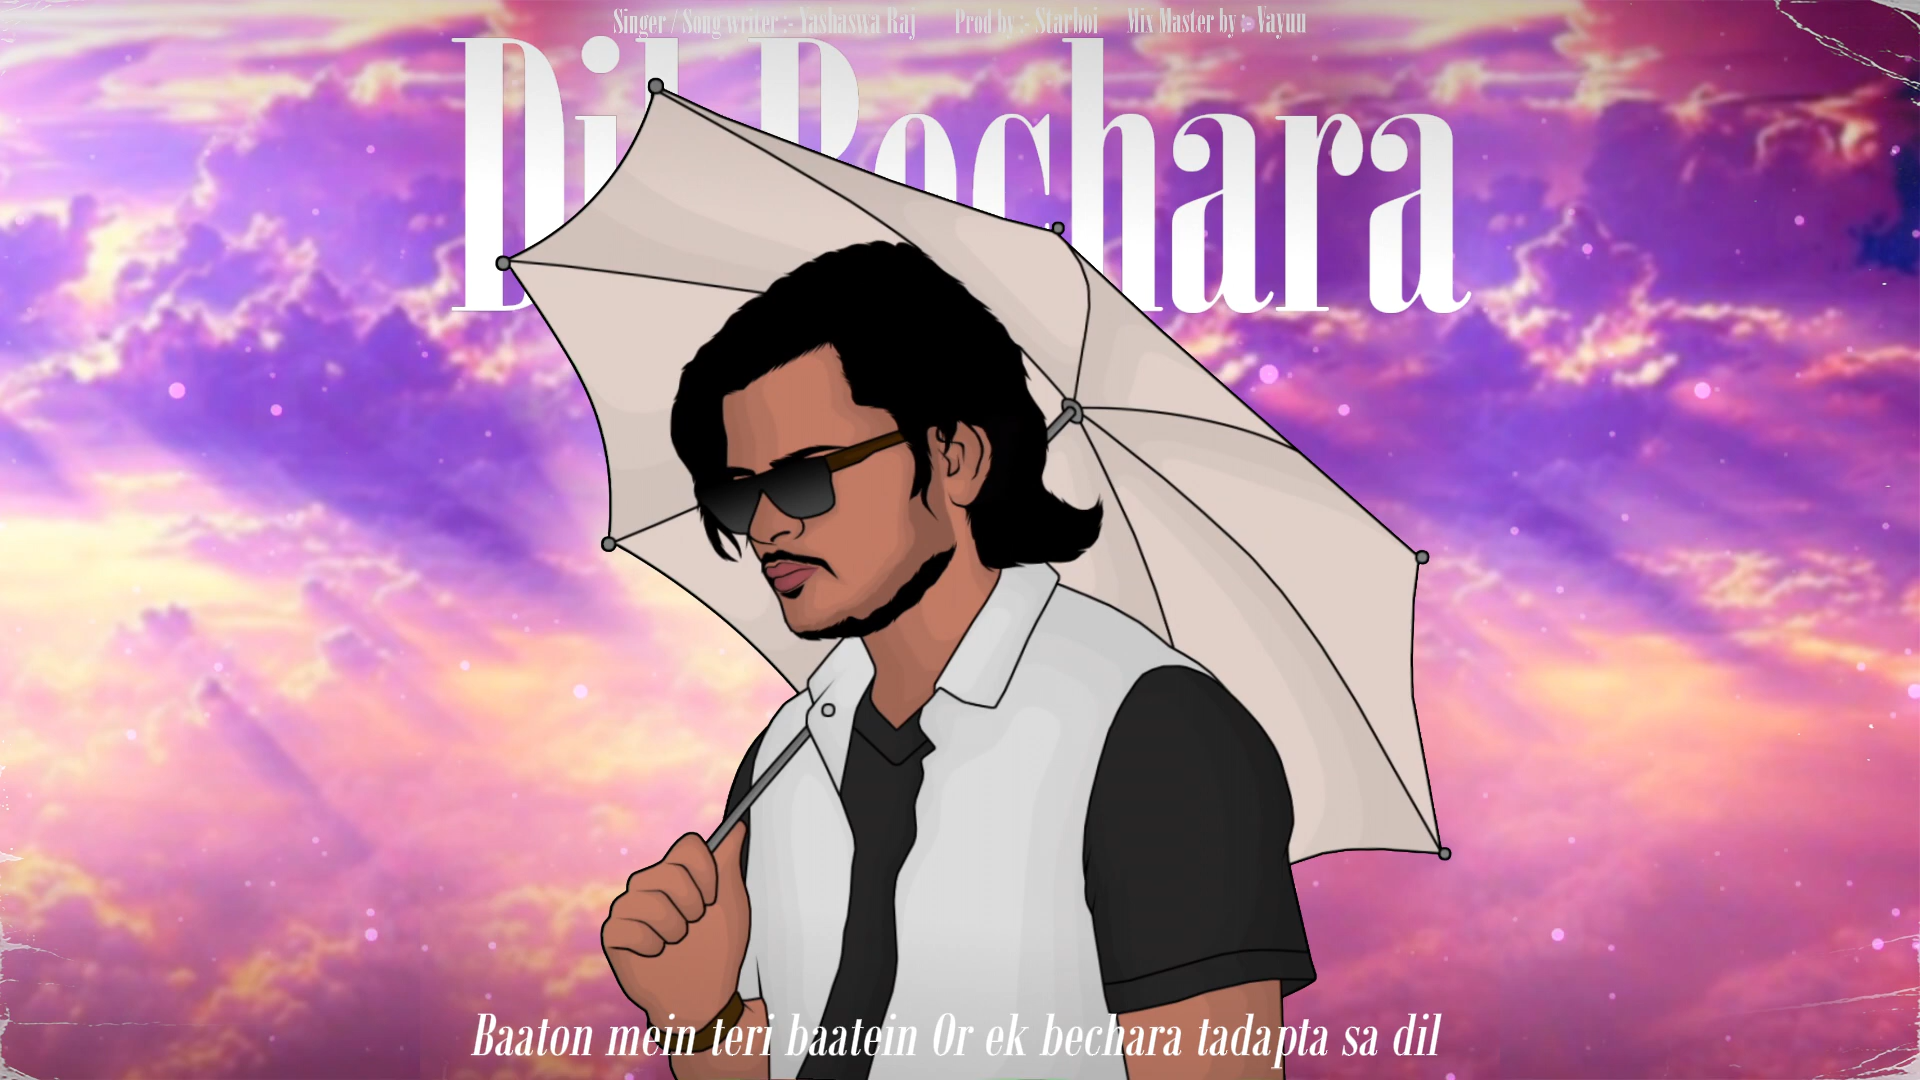 Singer / Song writer :- Yashaswa Raj Prod by :- Starboi Mix Master by :- Vayuu
Dil Bechara
Baaton mein teri baatein Or ek bechara tadapta sa dil